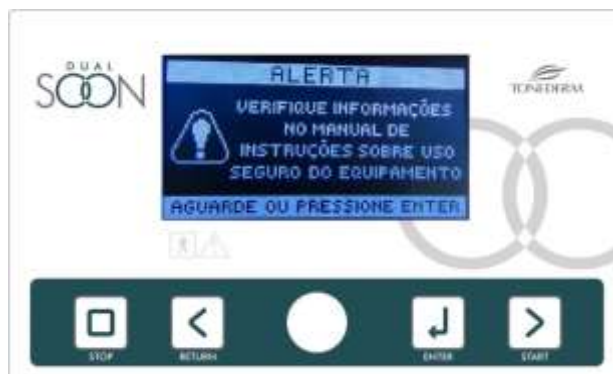 DUAL
SOON
ALERTA
TONEDERM
VERIFIQUE INFORMAÇÕES
NO MANUAL DE
INSTRUÇÕES SOBRE USO
SEGURO DO EQUIPAMENTO
AGUARDE OU PRESSIONE ENTER
STOP
RETURN
ENTER
START